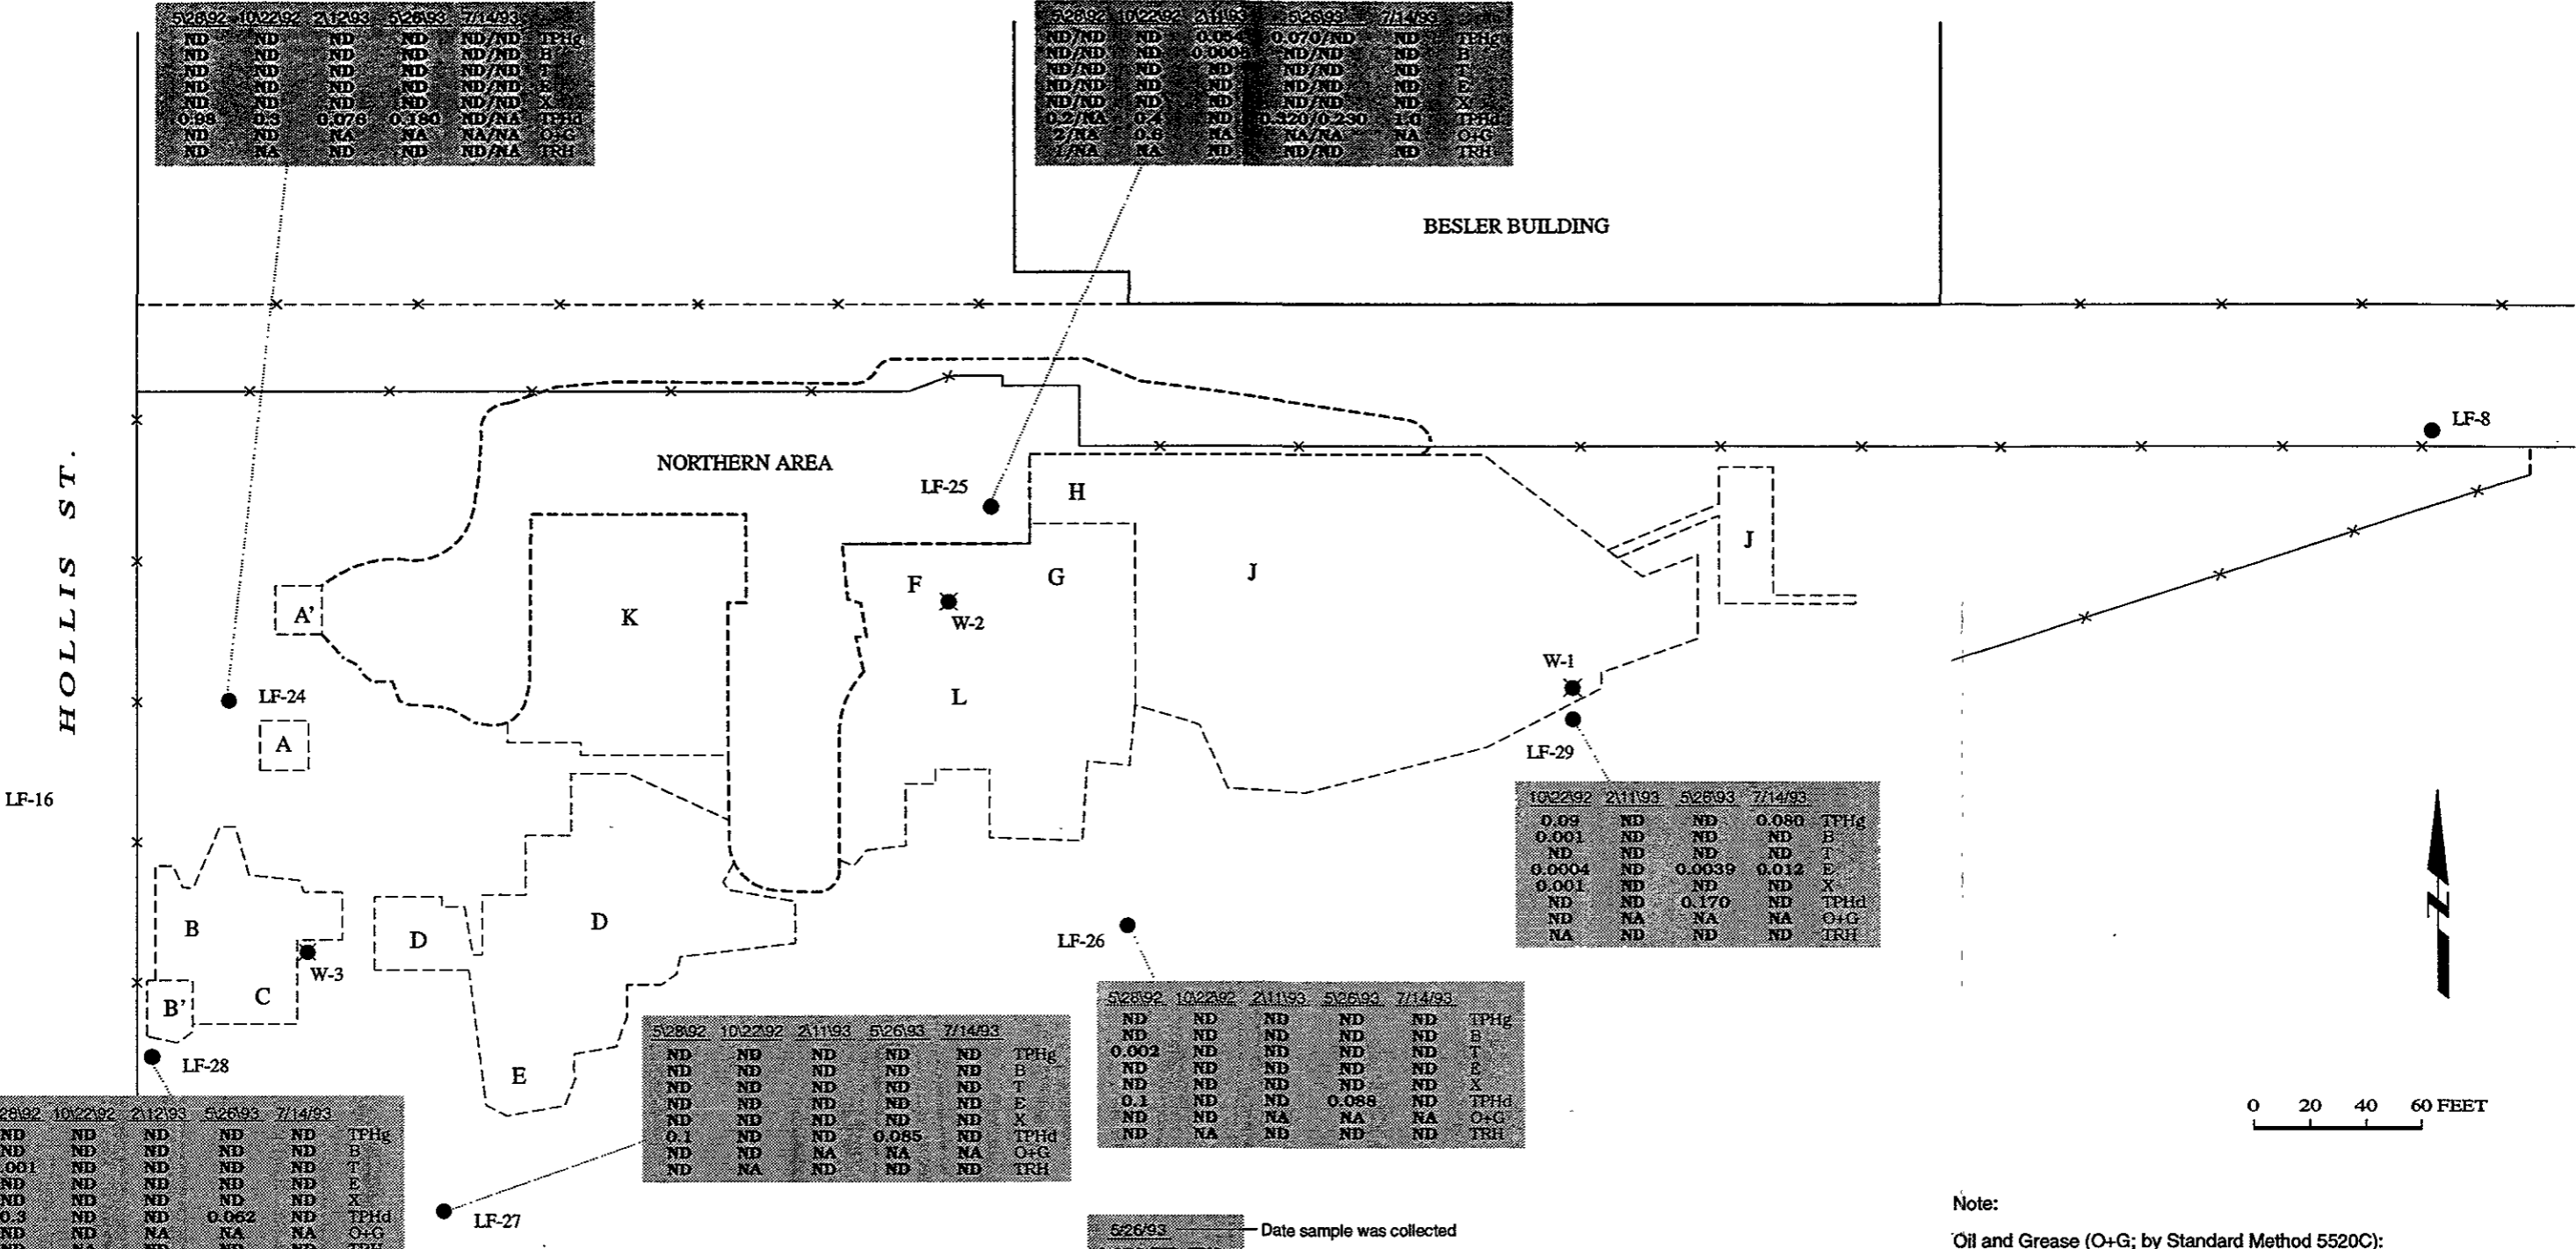 5\28\92 10\22\92 2\12\93 5\26\93 7/14/93
ND ND ND ND ND/ND TPHg
ND ND ND ND ND/ND B
ND ND ND ND ND/ND T
ND ND ND ND ND/ND E
ND ND ND ND ND/ND X
0.98 0.3 0.076 0.180 ND/NA TPHd
ND ND NA NA NA/NA O+G
ND NA ND ND ND/NA TRH
5\28\92 10\22\92 2\11\93 5\26\93 7/14/93
ND/ND ND 0.054 0.070/ND ND TPHg
ND/ND ND 0.0008 ND/ND ND B
ND/ND ND ND ND/ND ND T
ND/ND ND ND ND/ND ND E
ND/ND ND ND ND/ND ND X
0.2/NA 0.4 ND 0.320/0.230 1.0 TPHd
2/NA 0.6 NA NA/NA NA O+G
1/NA NA ND ND/ND ND TRH
BESLER BUILDING
HOLLIS ST.
NORTHERN AREA
LF-8
LF-25
H
J
A'
K
F
W-2
G
J
LF-24
A
L
W-1
LF-29
LF-16
10\22\92 2\11\93 5\26\93 7/14/93
0.09 ND ND 0.080 TPHg
0.001 ND ND ND B
ND ND ND ND T
0.0004 ND 0.0039 0.012 E
0.001 ND ND ND X
ND ND 0.170 ND TPHd
ND NA NA NA O+G
NA ND ND ND TRH
B
D
D
W-3
B'
C
LF-26
E
LF-28
5\28\92 10\22\92 2\11\93 5\26\93 7/14/93
ND ND ND ND ND TPHg
ND ND ND ND ND B
0.002 ND ND ND ND T
ND ND ND ND ND E
ND ND ND ND ND X
0.1 ND ND 0.088 ND TPHd
ND ND NA NA NA O+G
ND NA ND ND ND TRH
5\28\92 10\22\92 2\11\93 5\26\93 7/14/93
ND ND ND ND ND TPHg
ND ND ND ND ND B
ND ND ND ND ND T
ND ND ND ND ND E
ND ND ND ND ND X
0.1 ND ND 0.085 ND TPHd
ND ND NA NA NA O+G
ND NA ND ND ND TRH
28\92 10\22\92 2\12\93 5\26\93 7/14/93
ND ND ND ND ND TPHg
ND ND ND ND ND B
.001 ND ND ND ND T
ND ND ND ND ND E
ND ND ND ND ND X
0.3 ND ND 0.062 ND TPHd
ND ND NA NA NA O+G
LF-27
Z
0 20 40 60 FEET
5/26/93 Date sample was collected
Note:
Oil and Grease (O+G; by Standard Method 5520C):